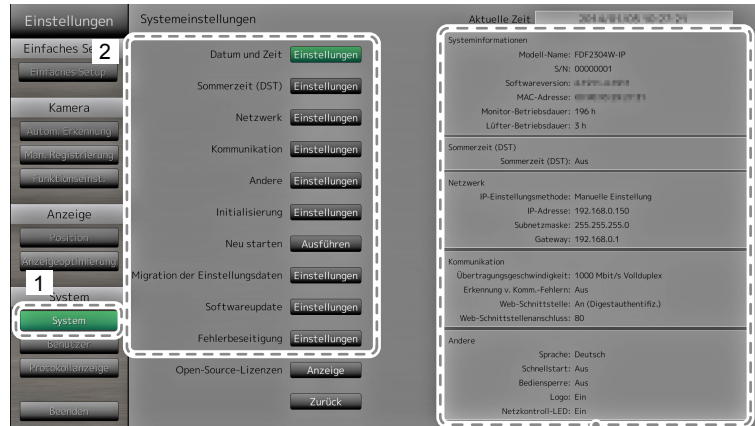 Einstellungen
Einfaches Se
2
Einfaches Setup
Kamera
Autom. Erkennung
Man. Registrierung
Funktionseinst.
Anzeige
Position
Anzeigeoptimierung
1
System
System
Benutzer
Protokollanzeige
Beenden
Systemeinstellungen
Datum und Zeit Einstellungen
Sommerzeit (DST) Einstellungen
Netzwerk Einstellungen
Kommunikation Einstellungen
Andere Einstellungen
Initialisierung Einstellungen
Neu starten Ausführen
Migration der Einstellungsdaten Einstellungen
Softwareupdate Einstellungen
Fehlerbeseitigung Einstellungen
Open-Source-Lizenzen Anzeige
Zurück
Aktuelle Zeit
Systeminformationen
Modell-Name: FDF2304W-IP
S/N: 00000001
Softwareversion:
MAC-Adresse:
Monitor-Betriebsdauer: 196 h
Lüfter-Betriebsdauer: 3 h
Sommerzeit (DST)
Sommerzeit (DST): Aus
Netzwerk
IP-Einstellungsmethode: Manuelle Einstellung
IP-Adresse: 192.168.0.150
Subnetzmaske: 255.255.255.0
Gateway: 192.168.0.1
Kommunikation
Übertragungsgeschwindigkeit: 1000 Mbit/s Vollduplex
Erkennung v. Komm.-Fehlern: Aus
Web-Schnittstelle: An (Digestauthentifiz.)
Web-Schnittstellenanschluss: 80
Andere
Sprache: Deutsch
Schnellstart: Aus
Bediensperre: Aus
Logo: Ein
Netzkontroll-LED: Ein